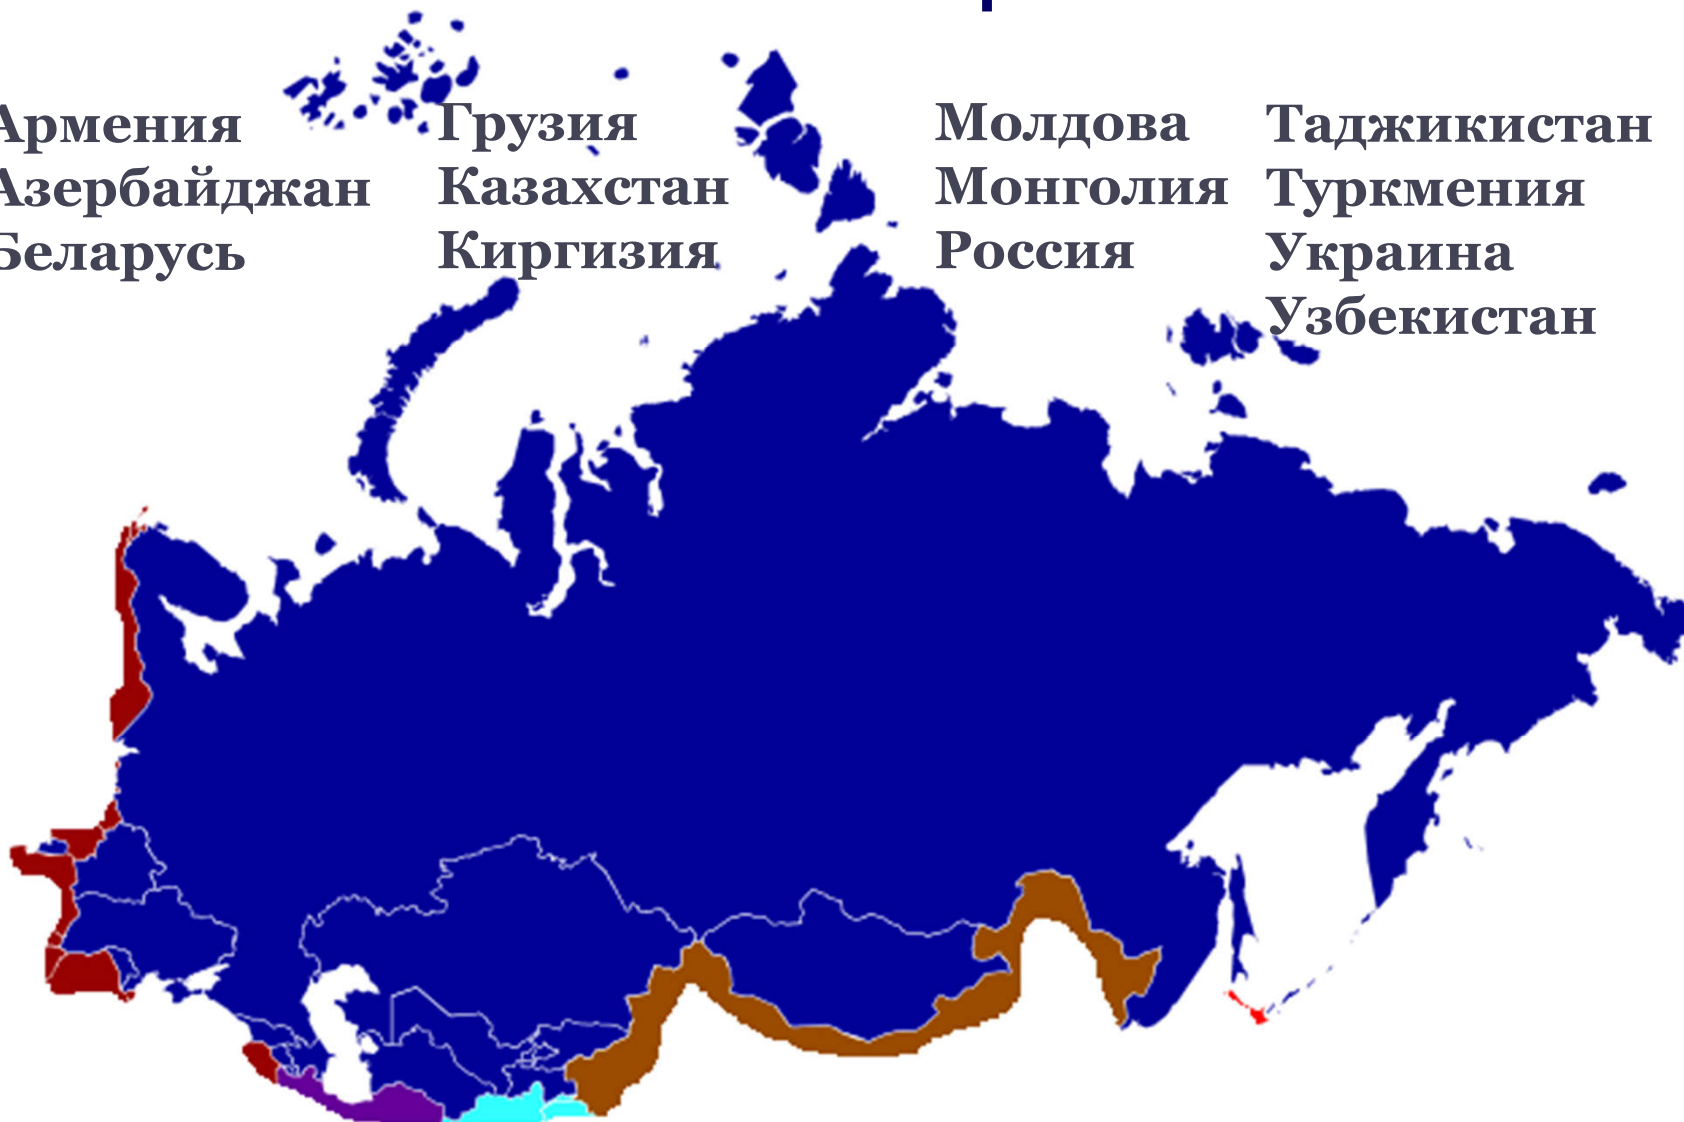 Армения
Азербайджан
Беларусь
Грузия
Казахстан
Киргизия
Молдова
Монголия
Россия
Таджикистан
Туркмения
Украина
Узбекистан